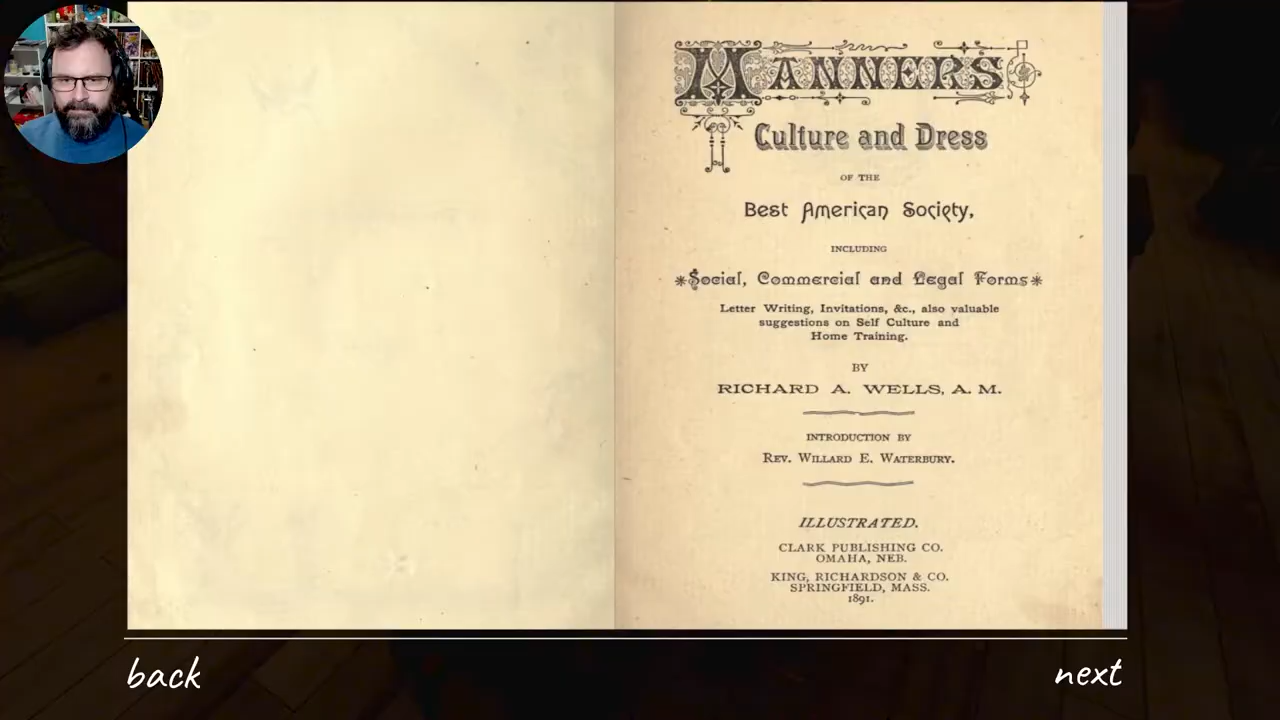 MANNERS
Culture and Dress
OF THE
Best American Society,
INCLUDING
*Social, Commercial and Legal Forms*
Letter Writing, Invitations, &c., also valuable
suggestions on Self Culture and
Home Training.
BY
RICHARD A. WELLS, A. M.
INTRODUCTION BY
REV. WILLARD E. WATERBURY.
ILLUSTRATED.
CLARK PUBLISHING CO.
OMAHA, NEB.
KING, RICHARDSON & CO.
SPRINGFIELD, MASS.
1891.
back
next